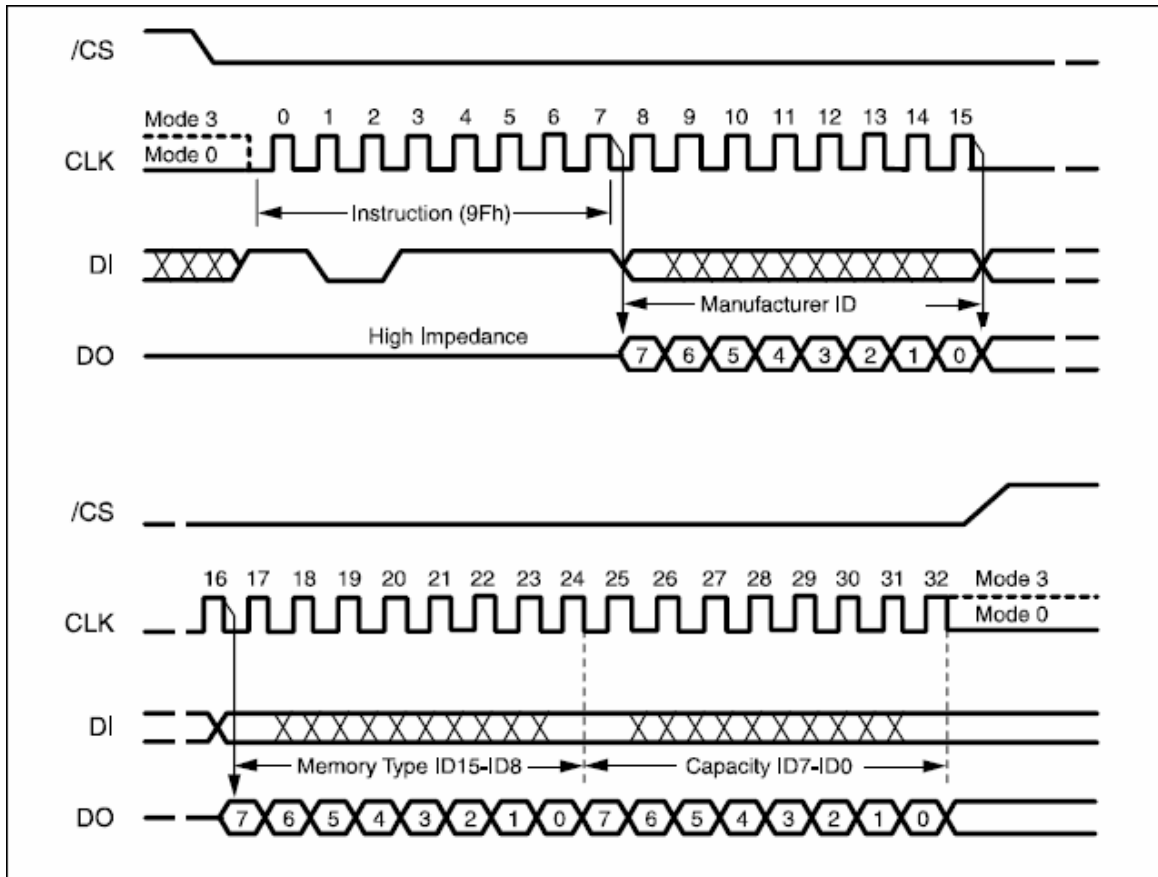 /CS
Mode 3
0 1 2 3 4 5 6 7 8 9 10 11 12 13 14 15
CLK
Mode 0
Instruction (9Fh)
DI
Manufacturer ID
High Impedance
DO
7 6 5 4 3 2 1 0
/CS
16 17 18 19 20 21 22 23 24 25 26 27 28 29 30 31 32
Mode 3
CLK
Mode 0
DI
Memory Type ID15-ID8
Capacity ID7-ID0
DO
7 6 5 4 3 2 1 0 7 6 5 4 3 2 1 0